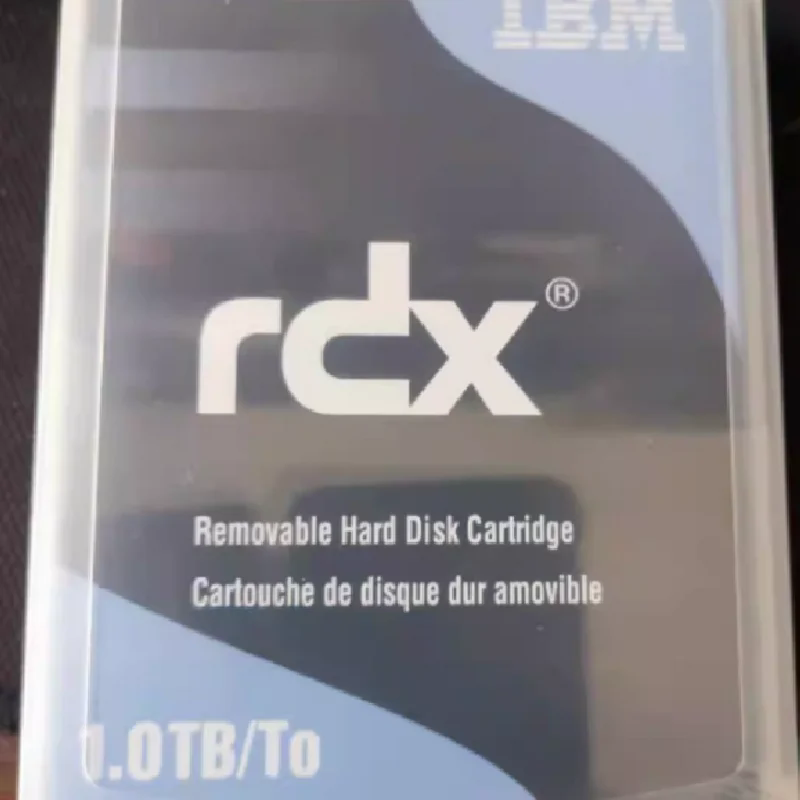 IBM
rdx®
Removable Hard Disk Cartridge
Cartouche de disque dur amovible
1.0TB/To